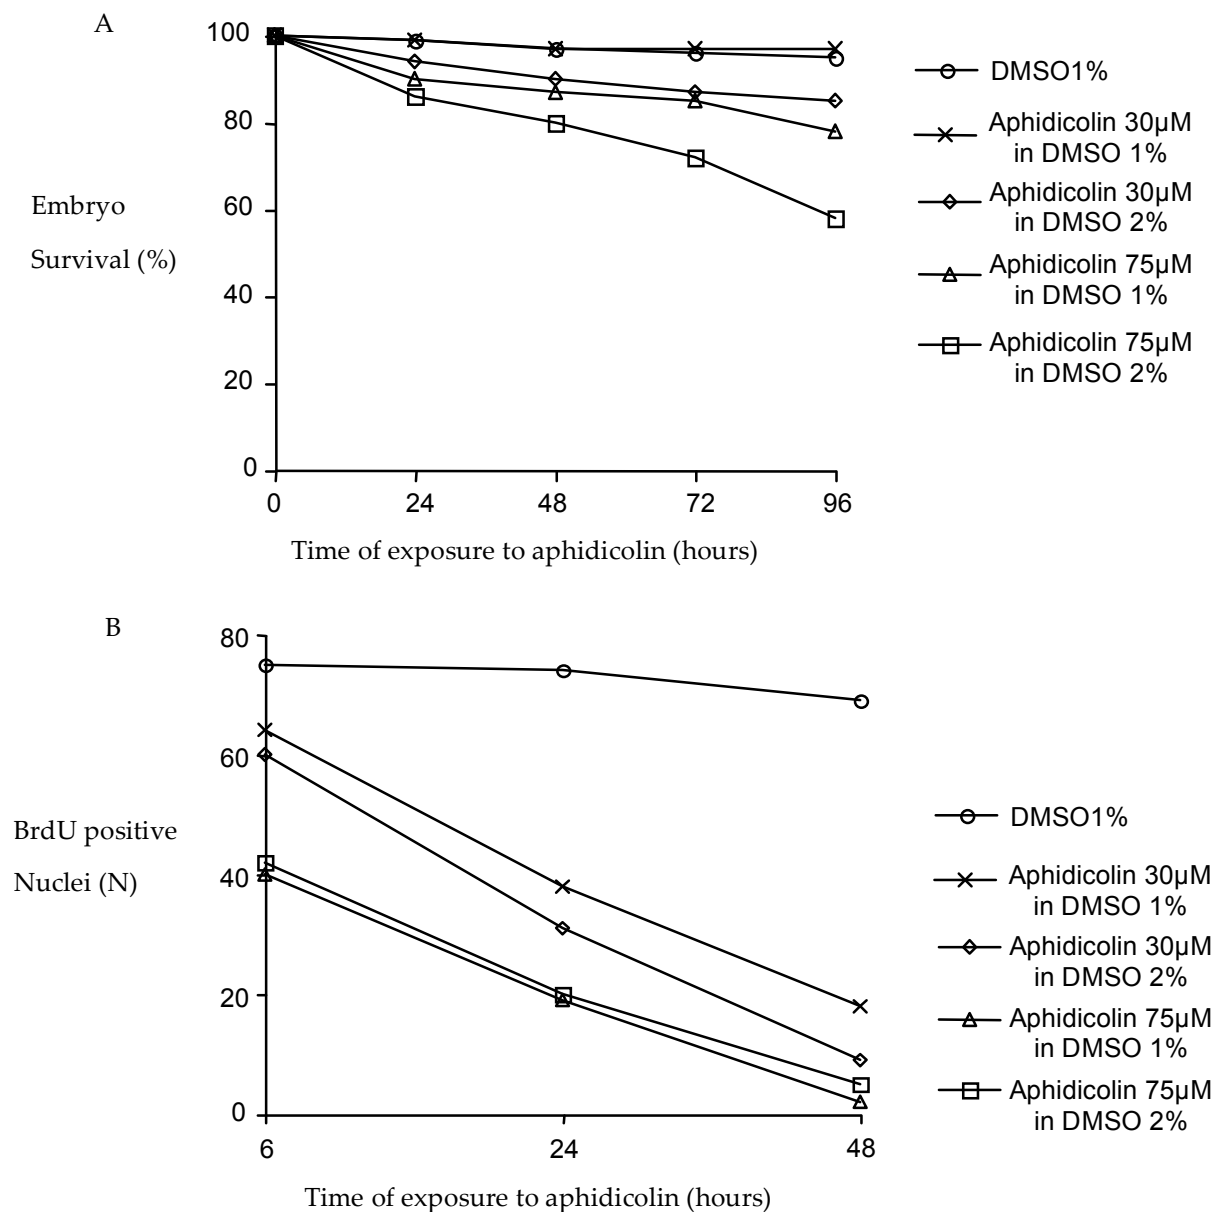 A
100
80
60
40
20
0
Embryo
Survival (%)
0 24 48 72 96
Time of exposure to aphidicolin (hours)
DMSO1%
Aphidicolin 30µM
in DMSO 1%
Aphidicolin 30µM
in DMSO 2%
Aphidicolin 75µM
in DMSO 1%
Aphidicolin 75µM
in DMSO 2%
B
80
60
40
20
0
BrdU positive
Nuclei (N)
6 24 48
Time of exposure to aphidicolin (hours)
DMSO1%
Aphidicolin 30µM
in DMSO 1%
Aphidicolin 30µM
in DMSO 2%
Aphidicolin 75µM
in DMSO 1%
Aphidicolin 75µM
in DMSO 2%